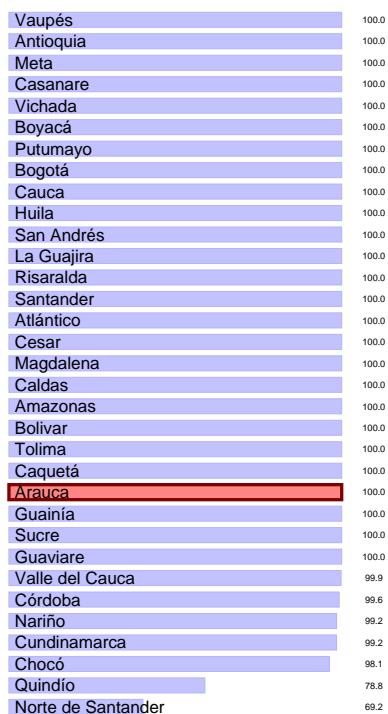 Vaupés 100.0
Antioquia 100.0
Meta 100.0
Casanare 100.0
Vichada 100.0
Boyacá 100.0
Putumayo 100.0
Bogotá 100.0
Cauca 100.0
Huila 100.0
San Andrés 100.0
La Guajira 100.0
Risaralda 100.0
Santander 100.0
Atlántico 100.0
Cesar 100.0
Magdalena 100.0
Caldas 100.0
Amazonas 100.0
Bolivar 100.0
Tolima 100.0
Caquetá 100.0
Arauca 100.0
Guainía 100.0
Sucre 100.0
Guaviare 100.0
Valle del Cauca 99.9
Córdoba 99.6
Nariño 99.2
Cundinamarca 99.2
Chocó 98.1
Quindío 78.8
Norte de Santander 69.2